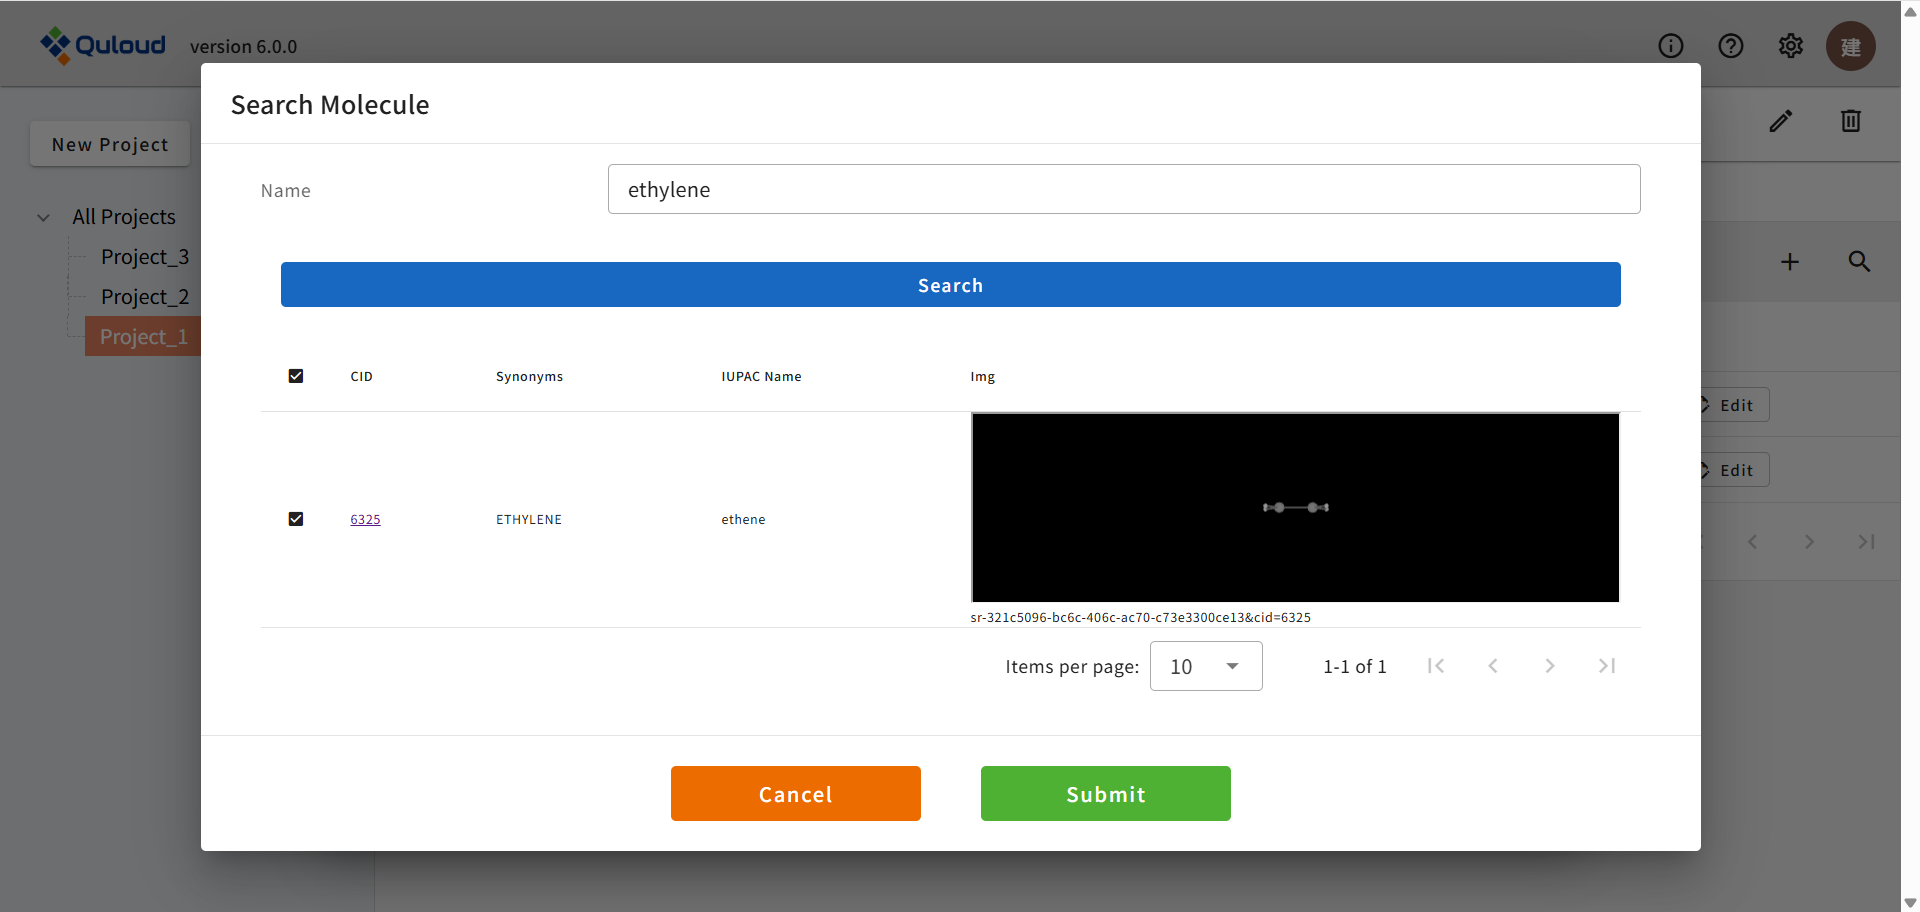 Quloud version 6.0.0
建
Search Molecule
New Project
Name
ethylene
All Projects
Project_3
Project_2
Project_1
Search
CID Synonyms IUPAC Name Img
Edit
6325 ETHYLENE ethene
Edit
sr-321c5096-bc6c-406c-ac70-c73e3300ce13&cid=6325
Items per page: 10 1-1 of 1
Cancel Submit